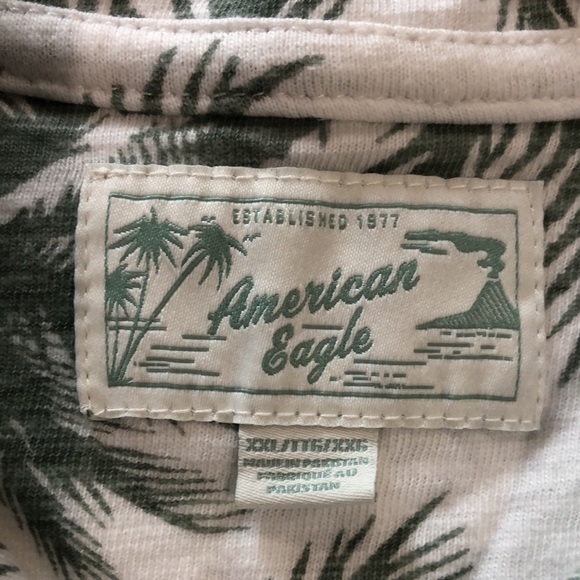 ESTABLISHED 1977
American
Eagle
XXL/TTG/XXG
MADE IN PAKISTAN
FABRIQUÉ AU
PAKISTAN